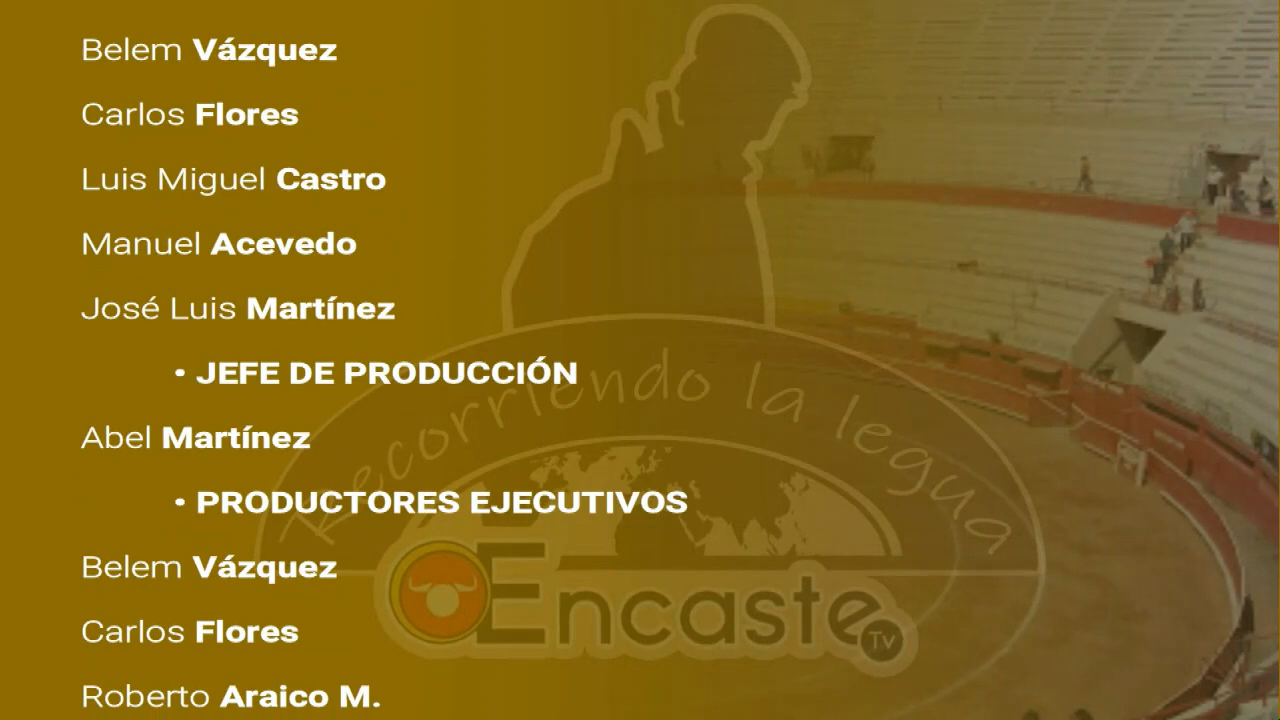 Belem Vázquez
Carlos Flores
Luis Miguel Castro
Manuel Acevedo
José Luis Martínez
• JEFE DE PRODUCCIÓN
Abel Martínez
• PRODUCTORES EJECUTIVOS
Belem Vázquez
Carlos Flores
Roberto Araico M.
Recorriendo la legua
Encaste Tv